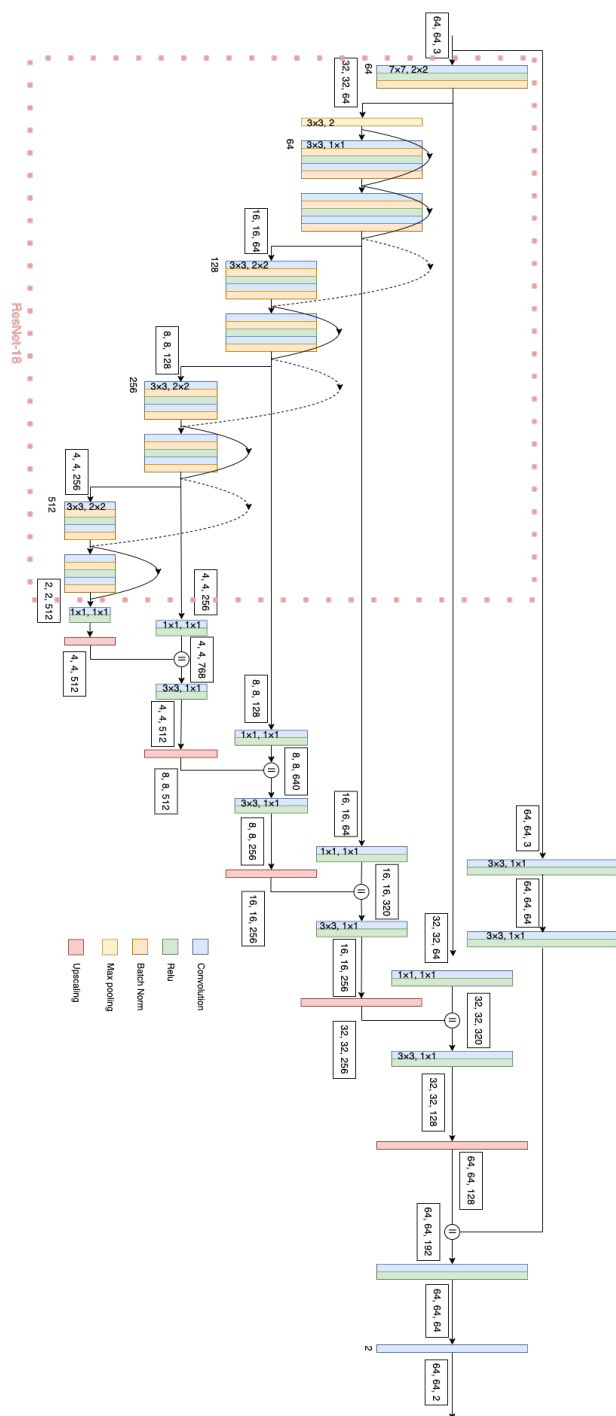 64, 64, 3
64
7×7, 2×2
32, 32, 64
3×3, 2
64
3×3, 1×1
16, 16, 64
128
3×3, 2×2
8, 8, 128
256
3×3, 2×2
4, 4, 256
512
3×3, 2×2
ResNet-18
2, 2, 512
1×1, 1×1
4, 4, 512
4, 4, 256
1×1, 1×1
4, 4, 768
3×3, 1×1
4, 4, 512
8, 8, 512
8, 8, 128
1×1, 1×1
8, 8, 640
3×3, 1×1
8, 8, 256
16, 16, 256
16, 16, 64
1×1, 1×1
16, 16, 320
3×3, 1×1
16, 16, 256
32, 32, 256
64, 64, 3
3×3, 1×1
64, 64, 64
3×3, 1×1
32, 32, 64
1×1, 1×1
32, 32, 320
3×3, 1×1
32, 32, 128
64, 64, 128
64, 64, 192
64, 64, 64
2
64, 64, 2
Convolution
Relu
Batch Norm
Max pooling
Upscaling